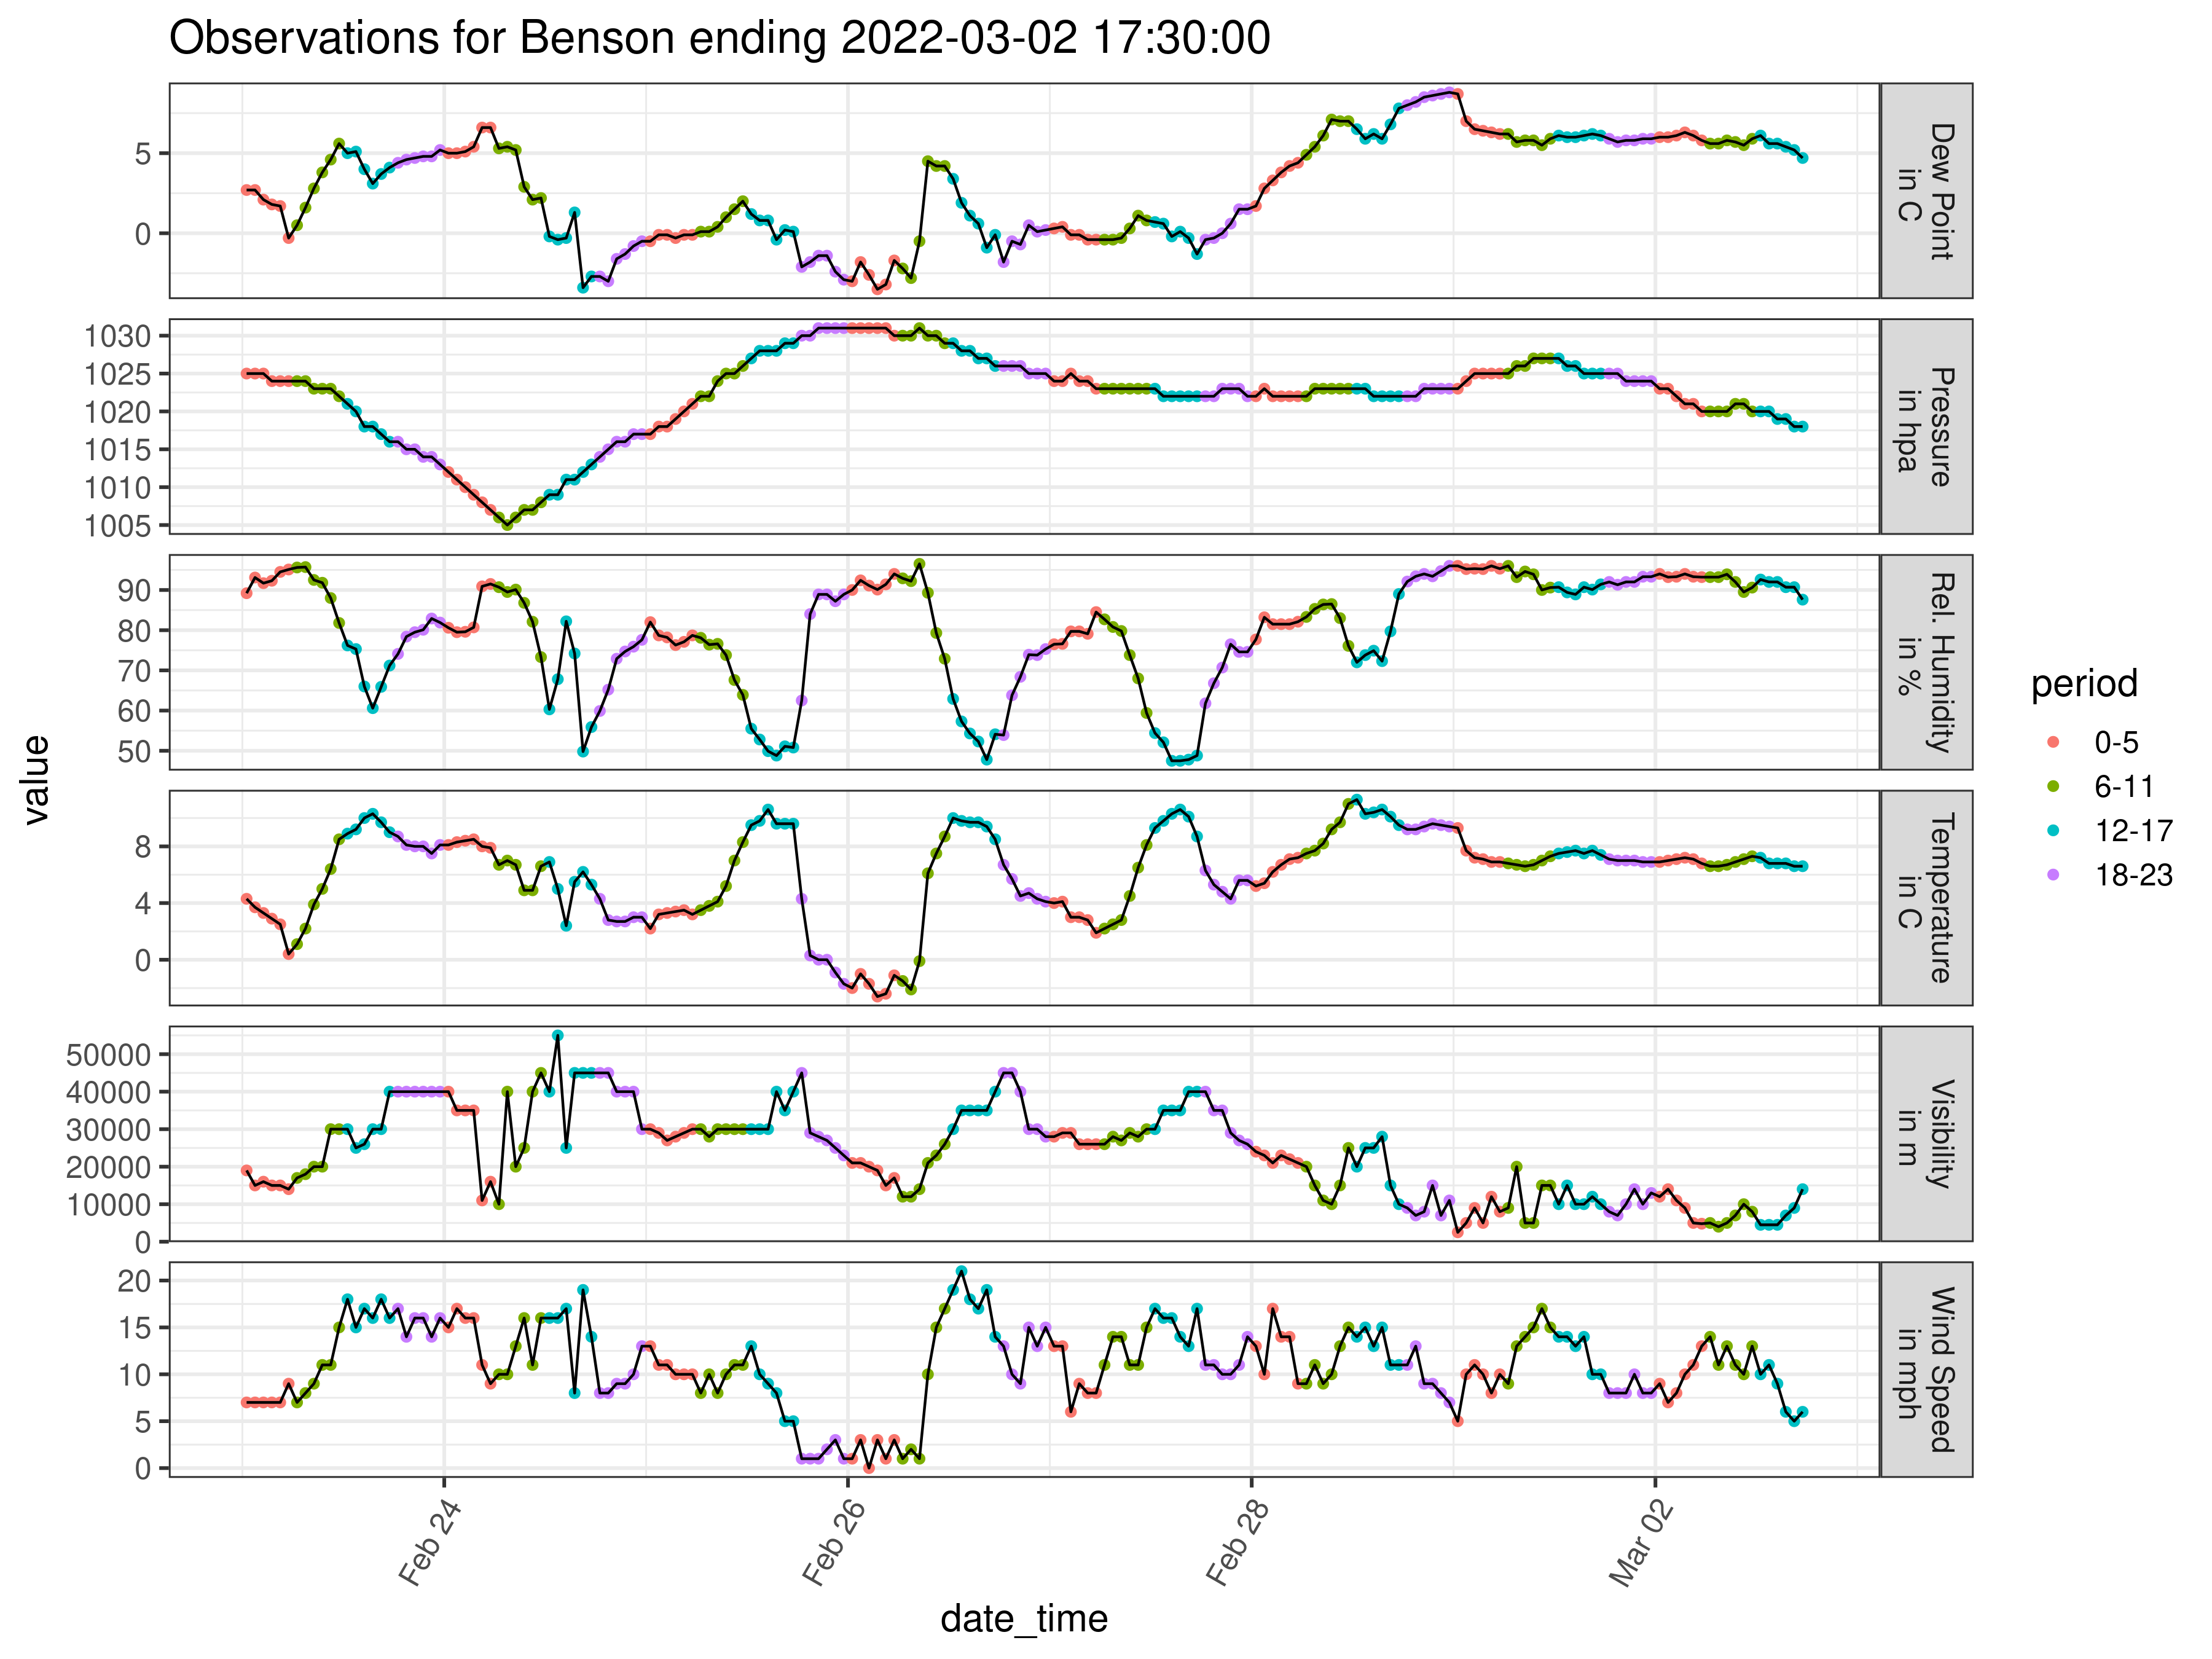 Observations for Benson ending 2022-03-02 17:30:00
value
5
0
Dew Point
in C
1030
1025
1020
1015
1010
1005
Pressure
in hpa
90
80
70
60
50
Rel. Humidity
in %
8
4
0
Temperature
in C
50000
40000
30000
20000
10000
0
Visibility
in m
20
15
10
5
0
Wind Speed
in mph
Feb 24
Feb 26
Feb 28
Mar 02
date_time
period
0-5
6-11
12-17
18-23